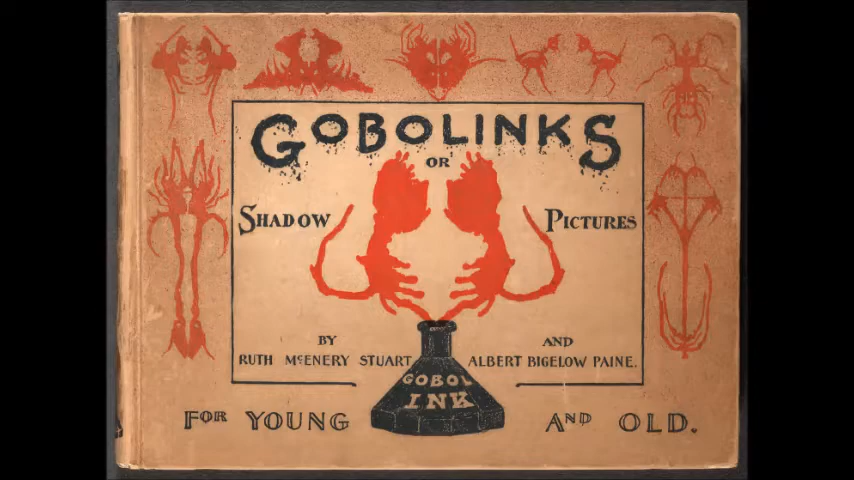 GOBOLINKS
OR
SHADOW PICTURES
BY AND
RUTH McENERY STUART ALBERT BIGELOW PAINE.
GOBOL
INK
FOR YOUNG AND OLD.